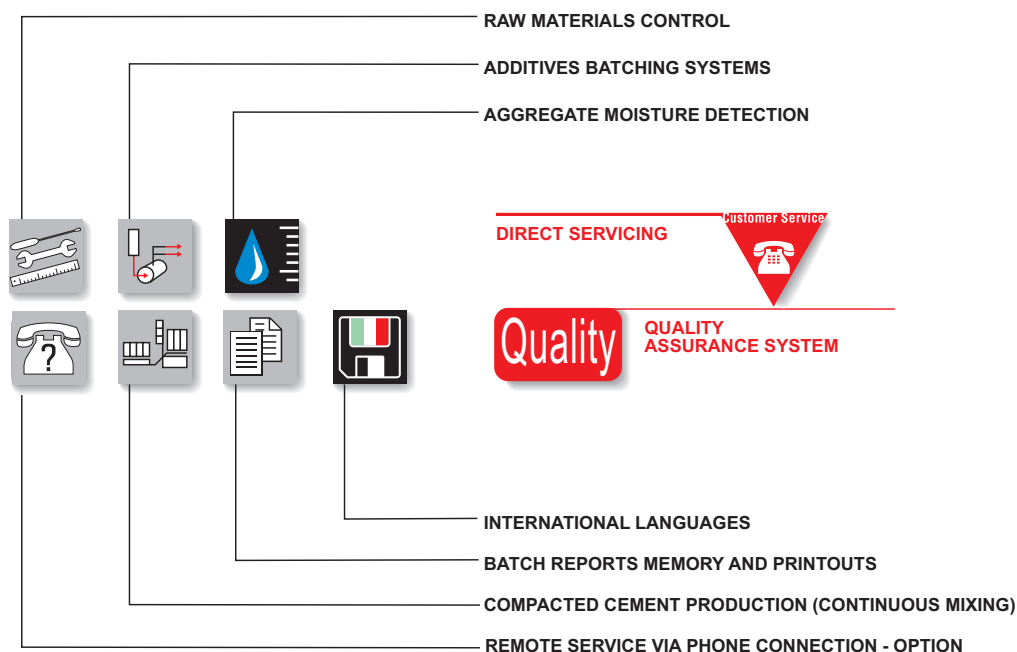 RAW MATERIALS CONTROL
ADDITIVES BATCHING SYSTEMS
AGGREGATE MOISTURE DETECTION
Customer Service
DIRECT SERVICING
?
Quality
QUALITY
ASSURANCE SYSTEM
INTERNATIONAL LANGUAGES
BATCH REPORTS MEMORY AND PRINTOUTS
COMPACTED CEMENT PRODUCTION (CONTINUOUS MIXING)
REMOTE SERVICE VIA PHONE CONNECTION - OPTION